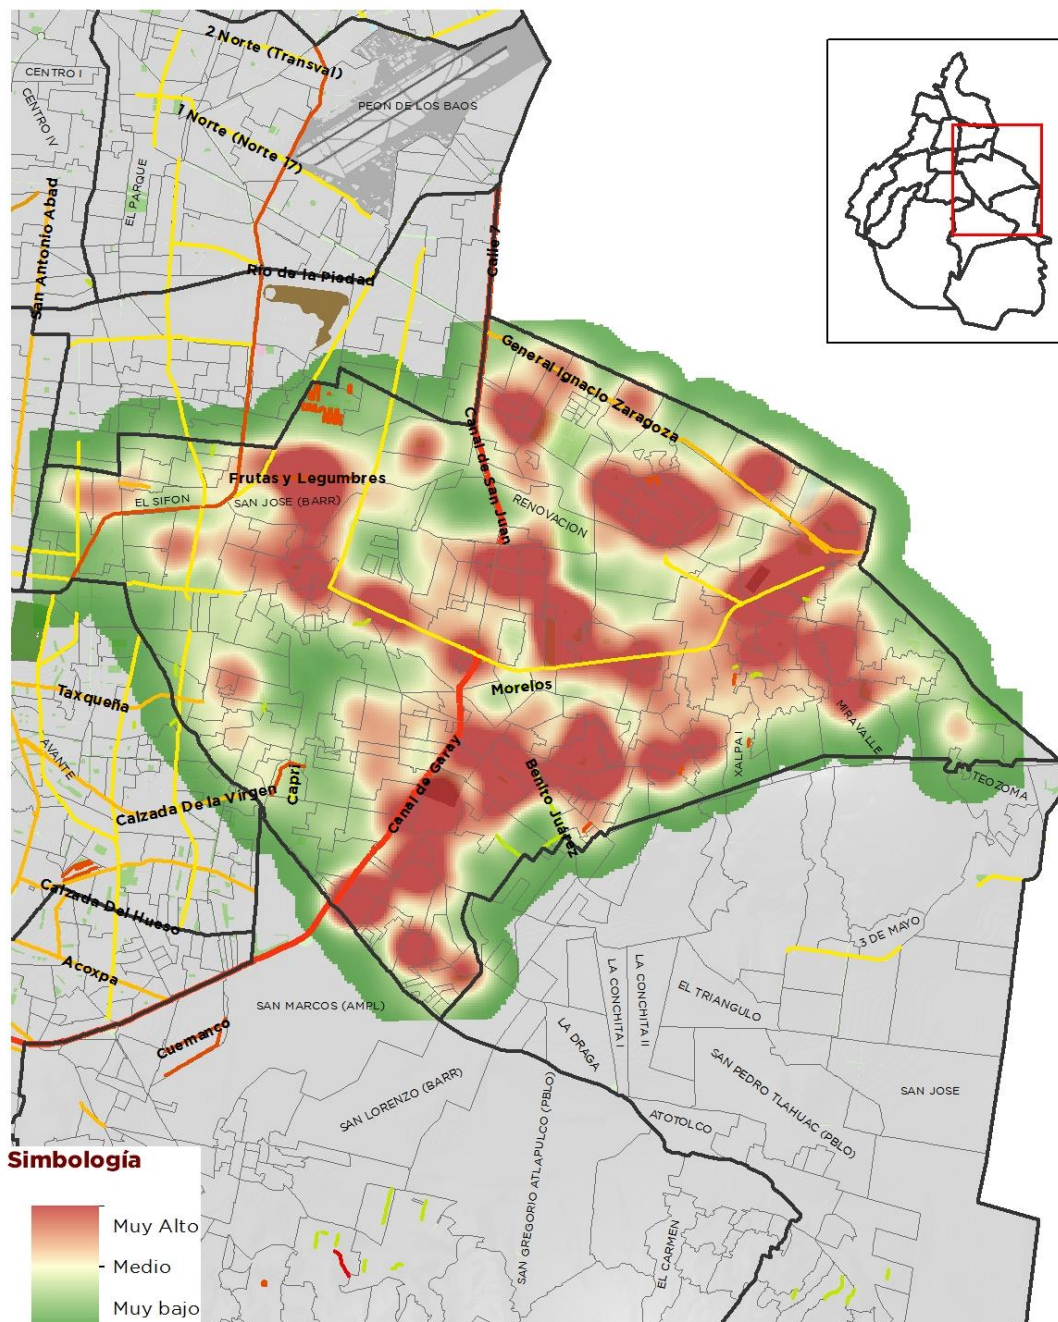 2 Norte (Transval)
CENTRO I
PEÓN DE LOS BAOS
CENTRO IV
1 Norte (Norte 17)
EL PARQUE
San Antonio Abad
Calle 7
Río de la Piedad
General Ignacio Zaragoza
Canal de San Juan
Frutas y Legumbres
EL SIFON
SAN JOSE (BARR)
RENOVACION
Morelos
Taxqueña
MIRAVALLE
XALPA I
AVANTE
Canal de Garay
Benito Juárez
Capri
TEOZOMA
Calzada De la Virgen
Calzada Del Hueso
3 DE MAYO
Acoxpa
LA CONCHITA I
LA CONCHITA II
EL TRIANGULO
SAN MARCOS (AMPL)
Cuemanco
LA DRAGA
SAN PEDRO TLAHUAC (PBLO)
SAN JOSE
SAN LORENZO (BARR)
ATOTOLCO
SAN GREGORIO ATLAPULCO (PBLO)
EL CARMEN
Simbología
Muy Alto
Medio
Muy bajo